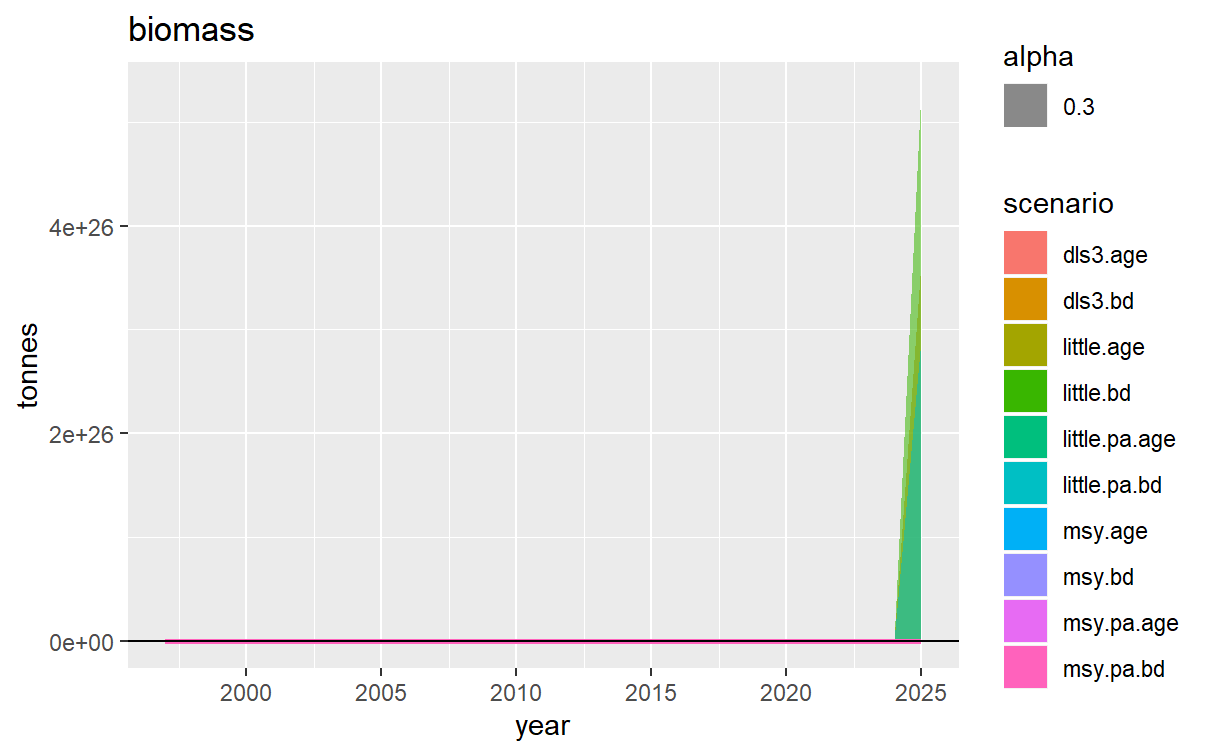 biomass
tonnes
4e+26
2e+26
0e+00
2000 2005 2010 2015 2020 2025
year
alpha
0.3
scenario
dls3.age
dls3.bd
little.age
little.bd
little.pa.age
little.pa.bd
msy.age
msy.bd
msy.pa.age
msy.pa.bd